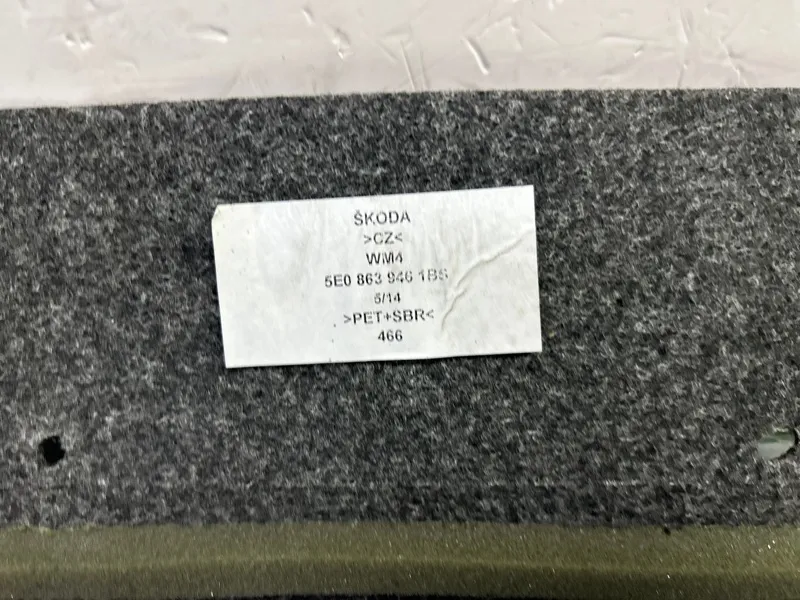 ŠKODA
>CZ<
WM4
5E0 863 946 1BS
5/14
>PET+SBR<
466